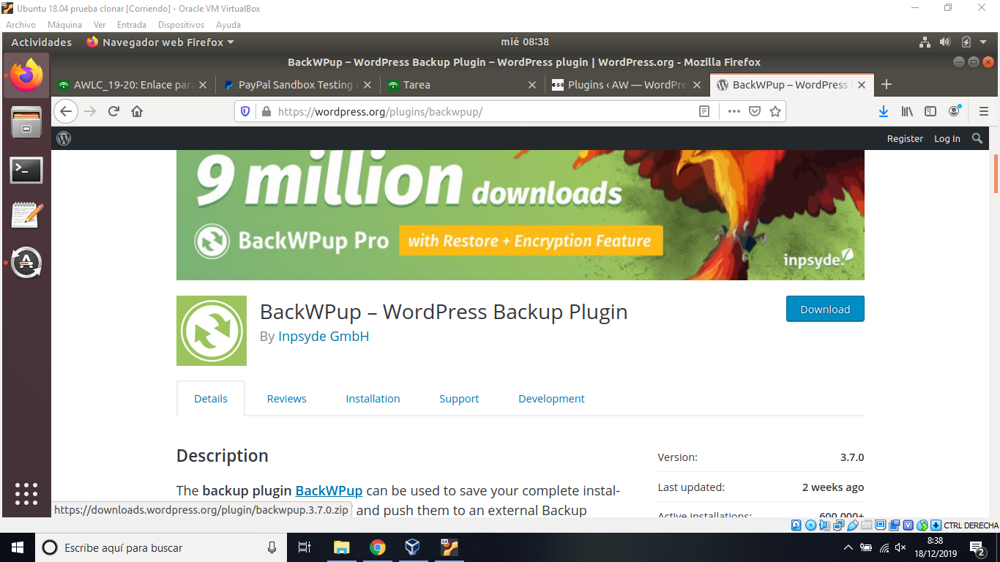 Ubuntu 18.04 prueba clonar [Corriendo] - Oracle VM VirtualBox
Archivo Máquina Ver Entrada Dispositivos Ayuda
Actividades Navegador web Firefox mié 08:38
BackWPup – WordPress Backup Plugin – WordPress plugin | WordPress.org - Mozilla Firefox
AWLC_19-20: Enlace par PayPal Sandbox Testing Tarea Plugins ‹ AW — WordPre BackWPup – WordPress
https://wordpress.org/plugins/backwpup/
Register Log In
9 million downloads
BackWPup Pro with Restore + Encryption Feature
inpsyde.
BackWPup – WordPress Backup Plugin
Download
By Inpsyde GmbH
Details Reviews Installation Support Development
Description
Version: 3.7.0
The backup plugin BackWPup can be used to save your complete instal-
Last updated: 2 weeks ago
https://downloads.wordpress.org/plugin/backwpup.3.7.0.zip and push them to an external Backup
Active installations: 600,000+
CTRL DERECHA
Escribe aquí para buscar
8:38
18/12/2019
2